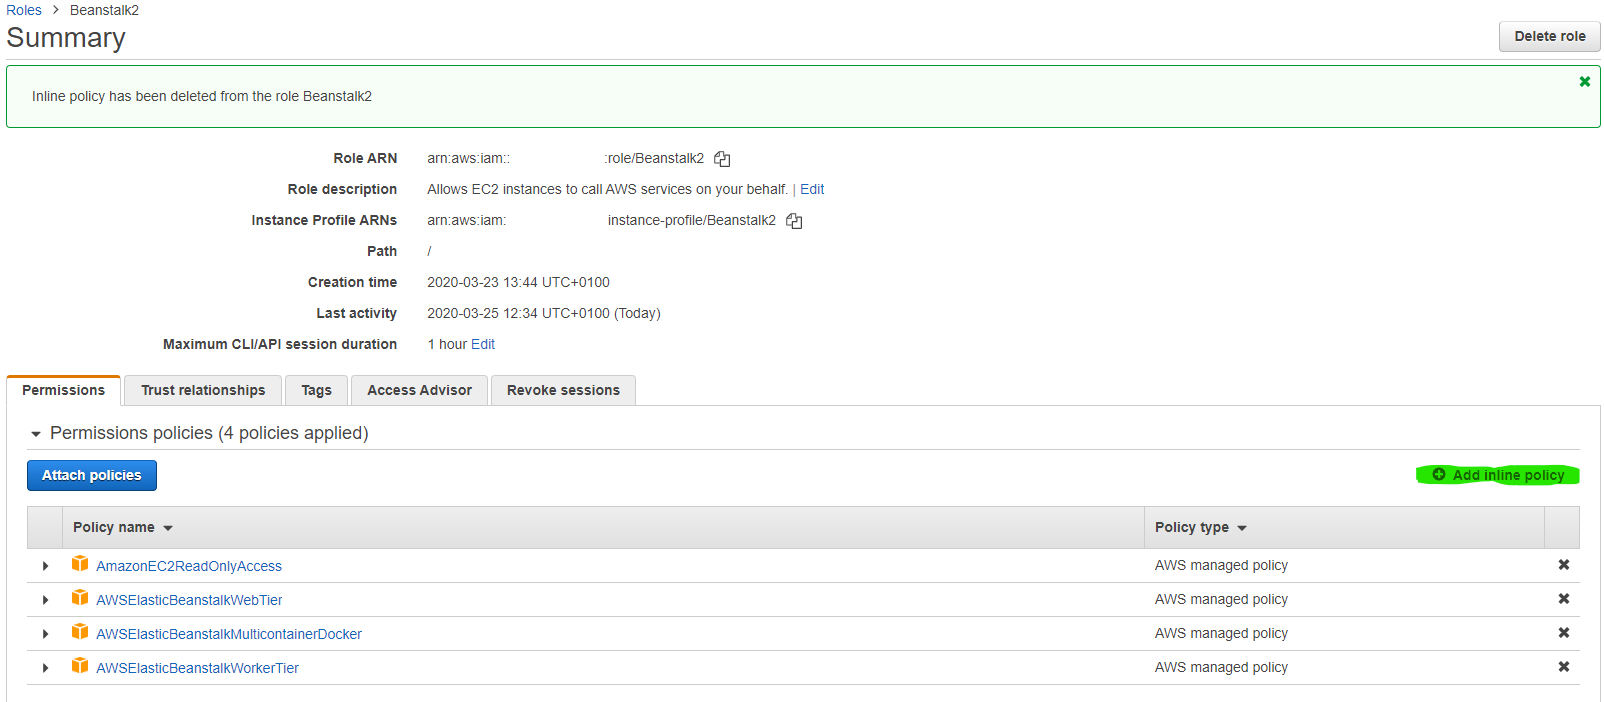 Roles > Beanstalk2
Summary
Delete role
Inline policy has been deleted from the role Beanstalk2
Role ARN arn:aws:iam:: :role/Beanstalk2
Role description Allows EC2 instances to call AWS services on your behalf. | Edit
Instance Profile ARNs arn:aws:iam: instance-profile/Beanstalk2
Path /
Creation time 2020-03-23 13:44 UTC+0100
Last activity 2020-03-25 12:34 UTC+0100 (Today)
Maximum CLI/API session duration 1 hour Edit
Permissions Trust relationships Tags Access Advisor Revoke sessions
Permissions policies (4 policies applied)
Attach policies Add inline policy
Policy name Policy type
AmazonEC2ReadOnlyAccess AWS managed policy
AWSElasticBeanstalkWebTier AWS managed policy
AWSElasticBeanstalkMulticontainerDocker AWS managed policy
AWSElasticBeanstalkWorkerTier AWS managed policy